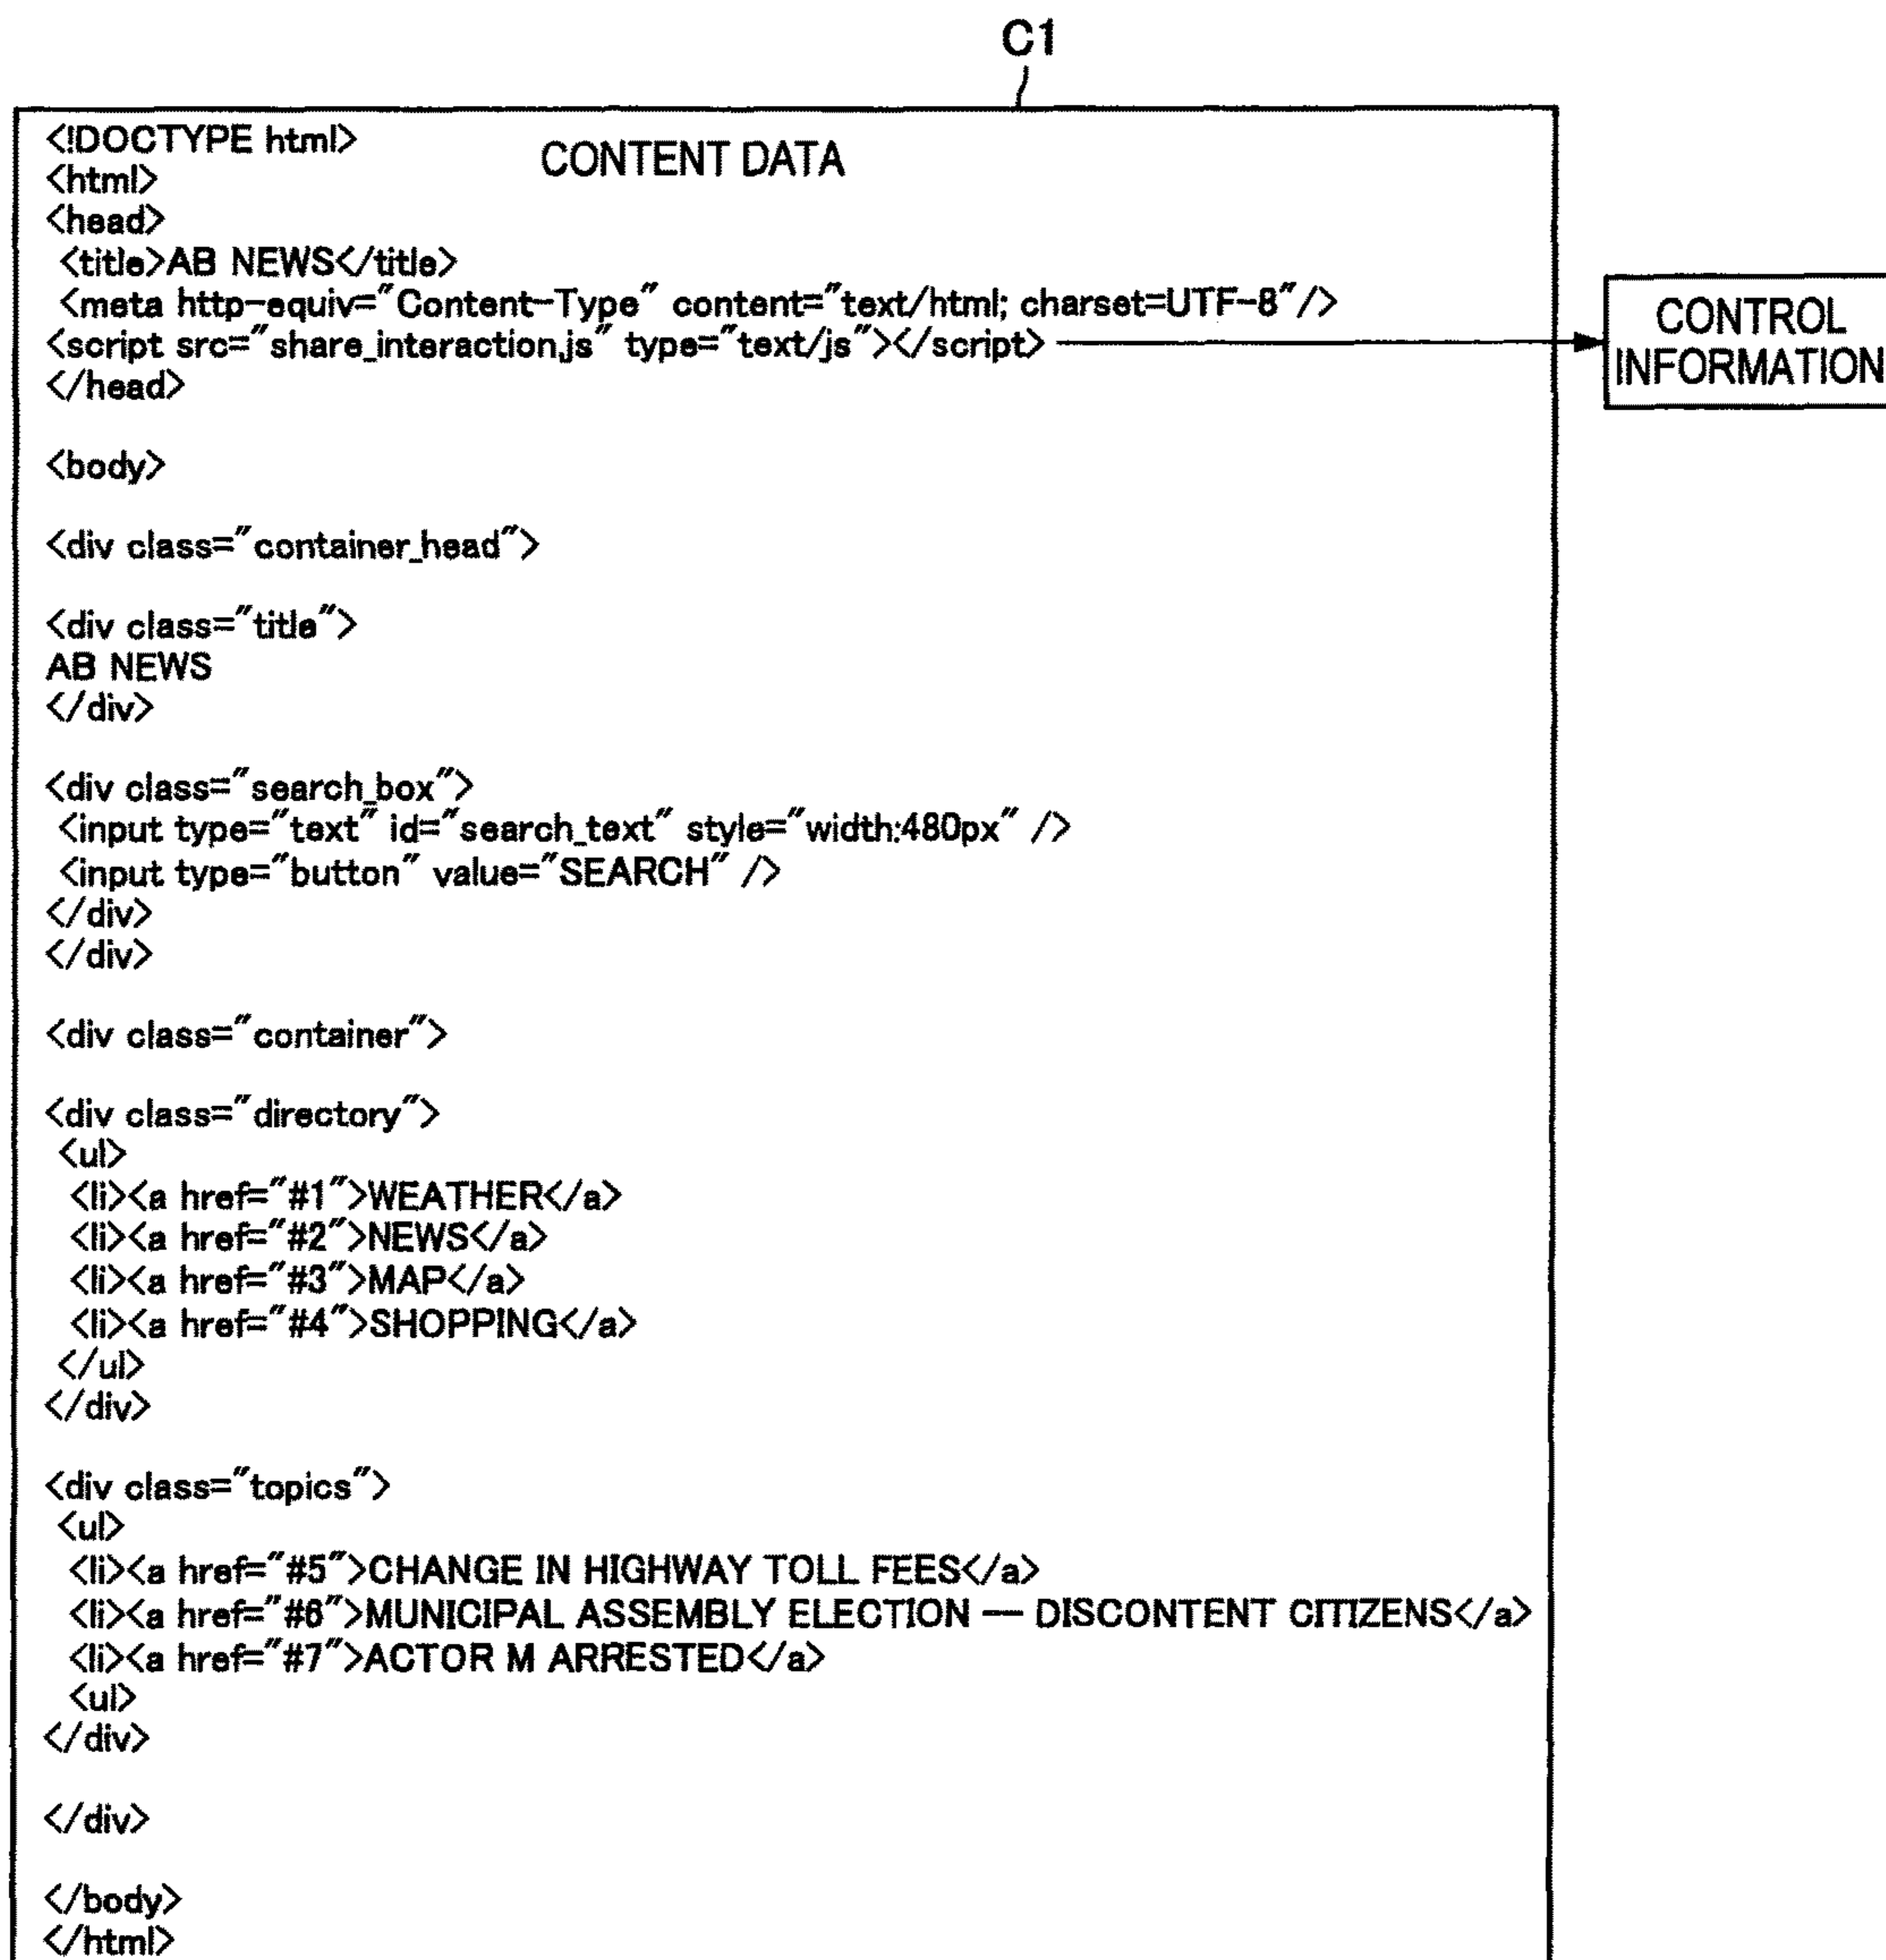 C1
<!DOCTYPE html>
CONTENT DATA
<html>
<head>
<title>AB NEWS</title>
<meta http-equiv="Content-Type" content="text/html; charset=UTF-8"/>
<script src="share_interaction.js" type="text/js"></script>
CONTROL
INFORMATION
</head>
<body>
<div class="container_head">
<div class="title">
AB NEWS
</div>
<div class="search_box">
<input type="text" id="search_text" style="width:480px" />
<input type="button" value="SEARCH" />
</div>
</div>
<div class="container">
<div class="directory">
<ul>
<li><a href="#1">WEATHER</a>
<li><a href="#2">NEWS</a>
<li><a href="#3">MAP</a>
<li><a href="#4">SHOPPING</a>
</ul>
</div>
<div class="topics">
<ul>
<li><a href="#5">CHANGE IN HIGHWAY TOLL FEES</a>
<li><a href="#6">MUNICIPAL ASSEMBLY ELECTION — DISCONTENT CITIZENS</a>
<li><a href="#7">ACTOR M ARRESTED</a>
<ul>
</div>
</div>
</body>
</html>